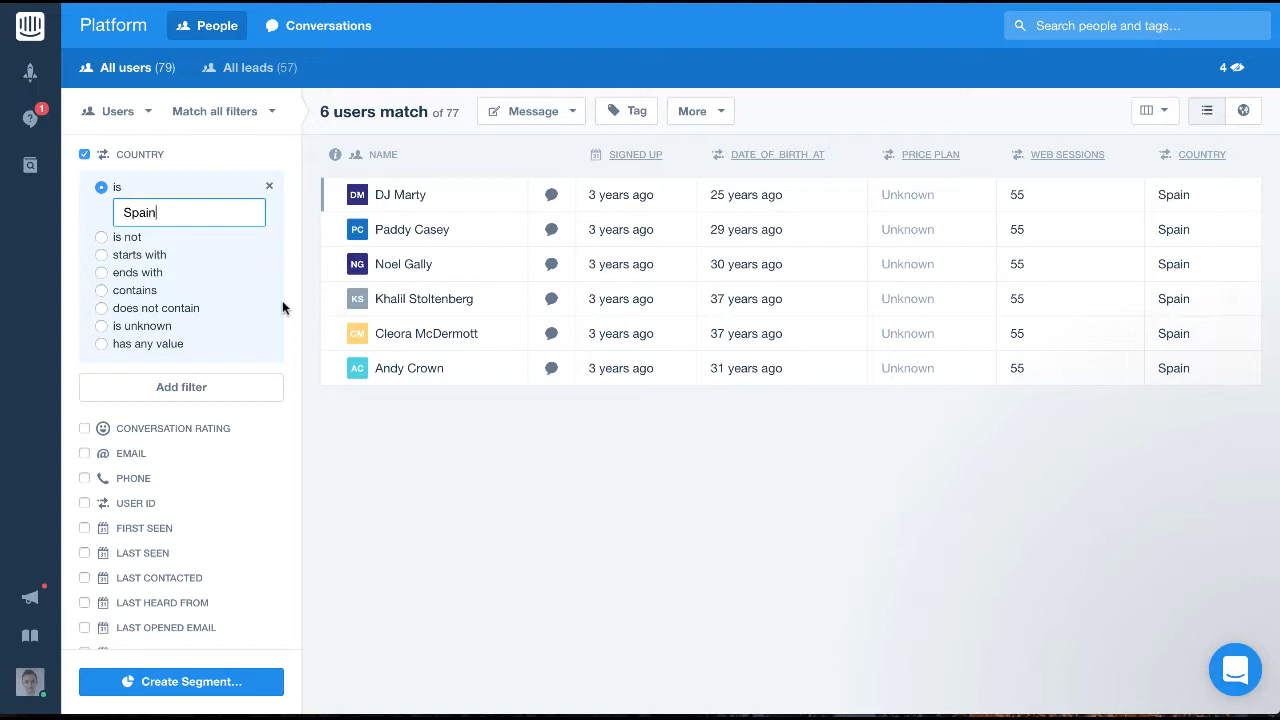 Platform
People
Conversations
Search people and tags...
All users (79)
All leads (57)
4
1
Users
Match all filters
6 users match of 77
Message
Tag
More
COUNTRY
is
Spain
is not
starts with
ends with
contains
does not contain
is unknown
has any value
Add filter
CONVERSATION RATING
@ EMAIL
PHONE
USER ID
31 FIRST SEEN
31 LAST SEEN
31 LAST CONTACTED
31 LAST HEARD FROM
31 LAST OPENED EMAIL
Create Segment...
NAME 31 SIGNED UP DATE_OF_BIRTH_AT PRICE PLAN WEB SESSIONS COUNTRY
DM DJ Marty 3 years ago 25 years ago Unknown 55 Spain
PC Paddy Casey 3 years ago 29 years ago Unknown 55 Spain
NG Noel Gally 3 years ago 30 years ago Unknown 55 Spain
KS Khalil Stoltenberg 3 years ago 37 years ago Unknown 55 Spain
CM Cleora McDermott 3 years ago 37 years ago Unknown 55 Spain
AC Andy Crown 3 years ago 31 years ago Unknown 55 Spain